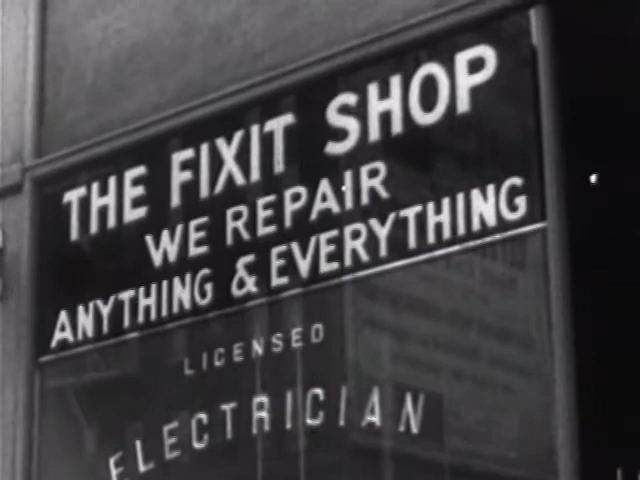 THE FIXIT SHOP
WE REPAIR
ANYTHING & EVERYTHING
LICENSED
ELECTRICIAN